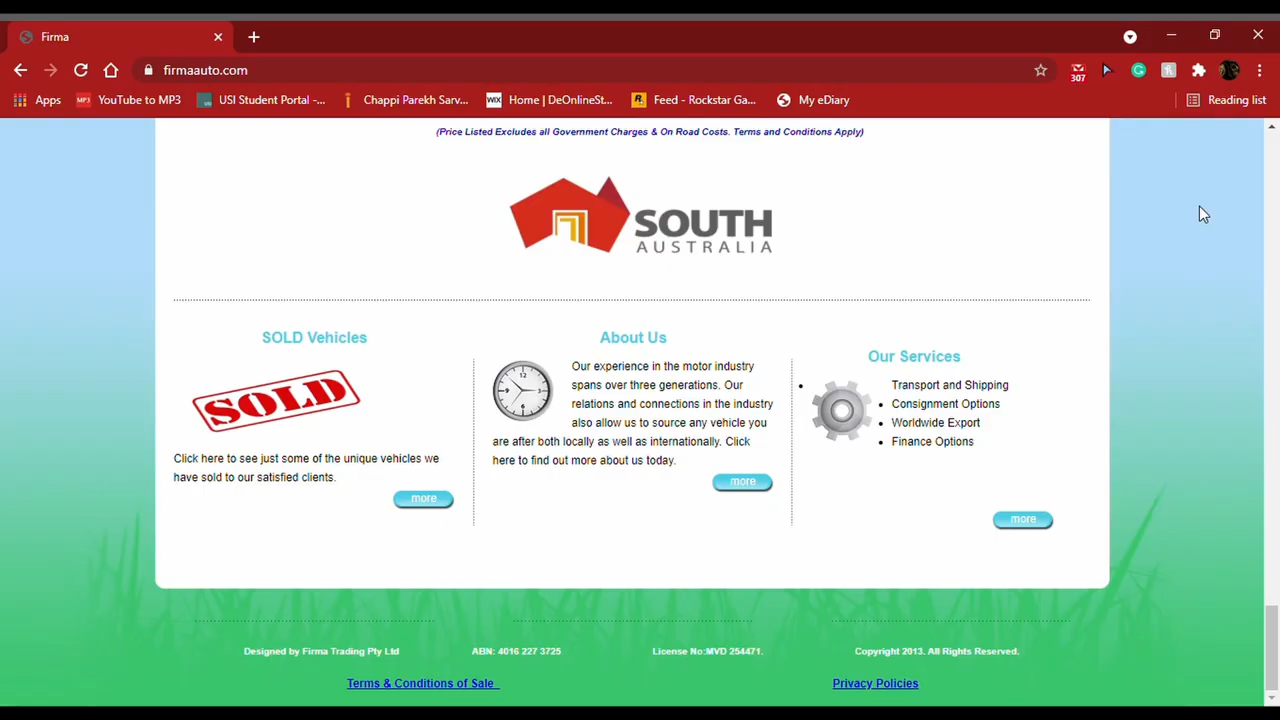 Firma
firmaauto.com
307
Apps
YouTube to MP3
USI Student Portal -...
Chappi Parekh Sarv...
WIX Home | DeOnlineSt...
Feed - Rockstar Ga...
My eDiary
Reading list
(Price Listed Excludes all Government Charges & On Road Costs. Terms and Conditions Apply)
SOUTH
AUSTRALIA
SOLD Vehicles
SOLD
Click here to see just some of the unique vehicles we
have sold to our satisfied clients.
more
About Us
12
3
6
9
Our experience in the motor industry
spans over three generations. Our
relations and connections in the industry
also allow us to source any vehicle you
are after both locally as well as internationally. Click
here to find out more about us today.
more
Our Services
Transport and Shipping
Consignment Options
Worldwide Export
Finance Options
more
Designed by Firma Trading Pty Ltd
ABN: 4016 227 3725
License No:MVD 254471.
Copyright 2013. All Rights Reserved.
Terms & Conditions of Sale
Privacy Policies